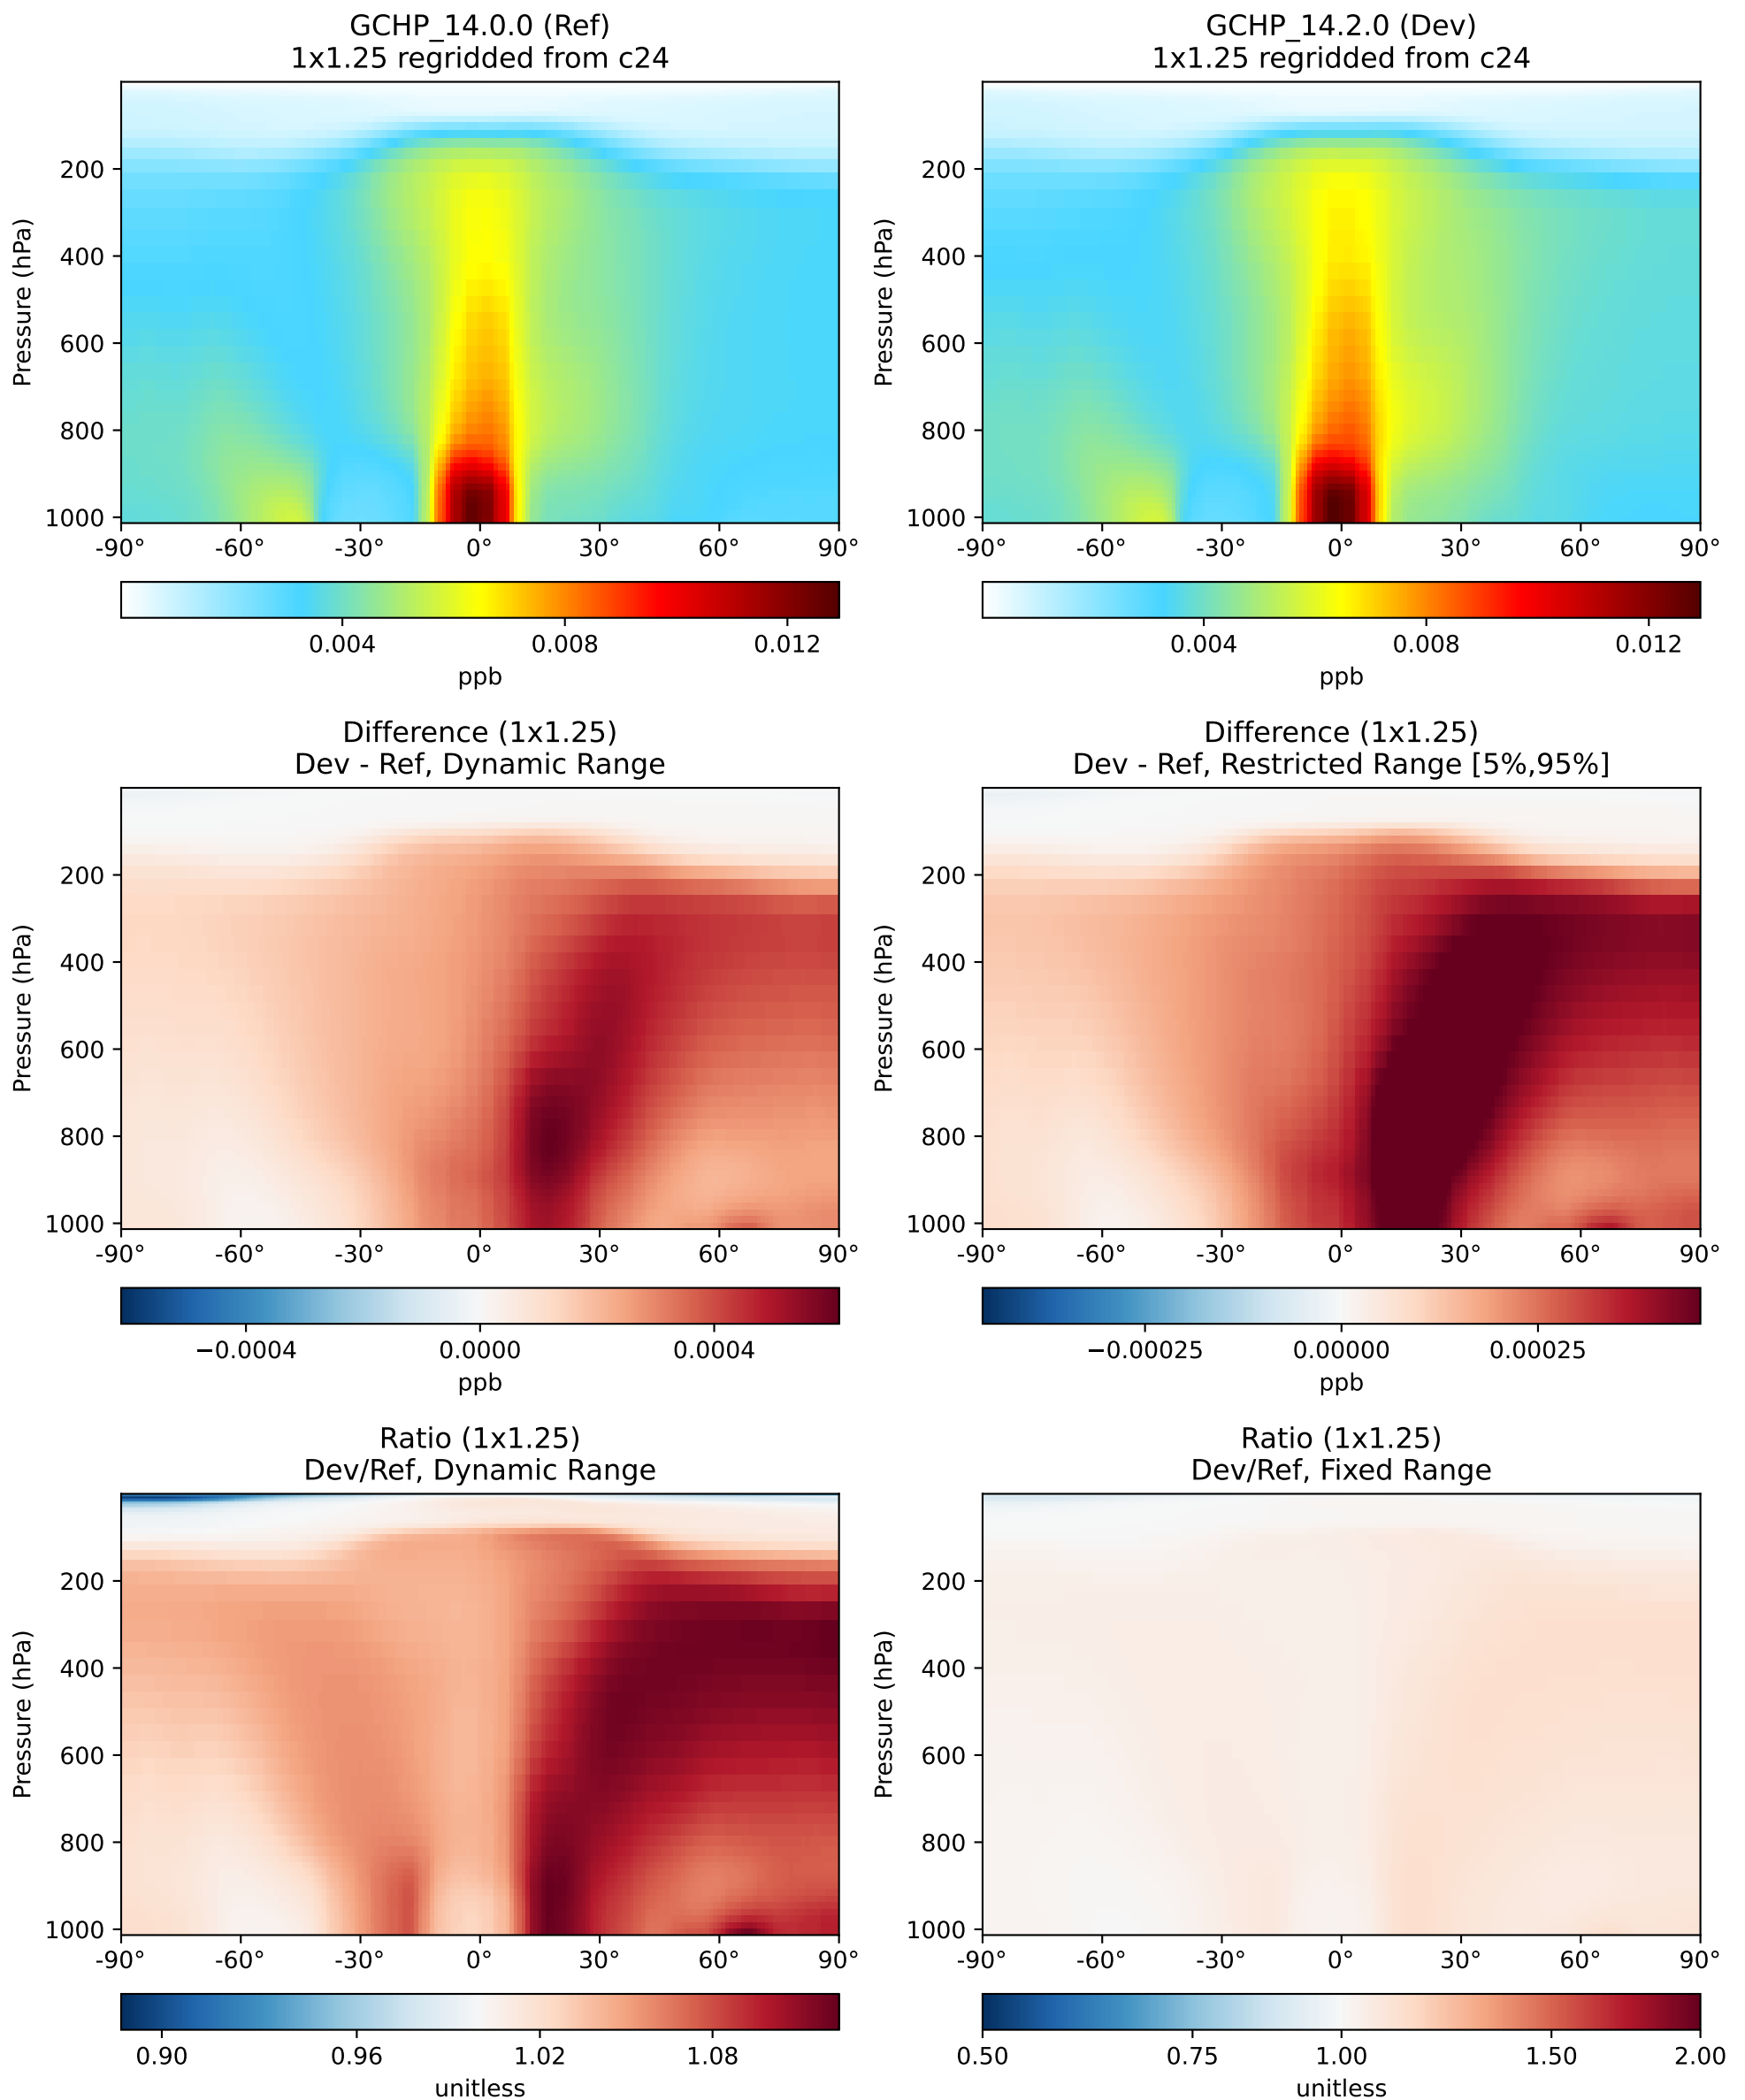 GCHP_14.0.0 (Ref)
1x1.25 regridded from c24
Pressure (hPa)
200
400
600
800
1000
-90° -60° -30° 0° 30° 60° 90°
0.004 0.008 0.012
ppb
GCHP_14.2.0 (Dev)
1x1.25 regridded from c24
Pressure (hPa)
200
400
600
800
1000
-90° -60° -30° 0° 30° 60° 90°
0.004 0.008 0.012
ppb
Difference (1x1.25)
Dev - Ref, Dynamic Range
Pressure (hPa)
200
400
600
800
1000
-90° -60° -30° 0° 30° 60° 90°
−0.0004 0.0000 0.0004
ppb
Difference (1x1.25)
Dev - Ref, Restricted Range [5%,95%]
Pressure (hPa)
200
400
600
800
1000
-90° -60° -30° 0° 30° 60° 90°
−0.00025 0.00000 0.00025
ppb
Ratio (1x1.25)
Dev/Ref, Dynamic Range
Pressure (hPa)
200
400
600
800
1000
-90° -60° -30° 0° 30° 60° 90°
0.90 0.96 1.02 1.08
unitless
Ratio (1x1.25)
Dev/Ref, Fixed Range
Pressure (hPa)
200
400
600
800
1000
-90° -60° -30° 0° 30° 60° 90°
0.50 0.75 1.00 1.50 2.00
unitless